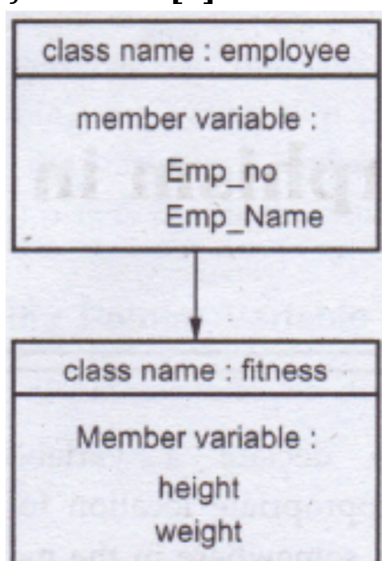 class name : employee
member variable :
Emp_no
Emp_Name
class name : fitness
Member variable :
height
weight